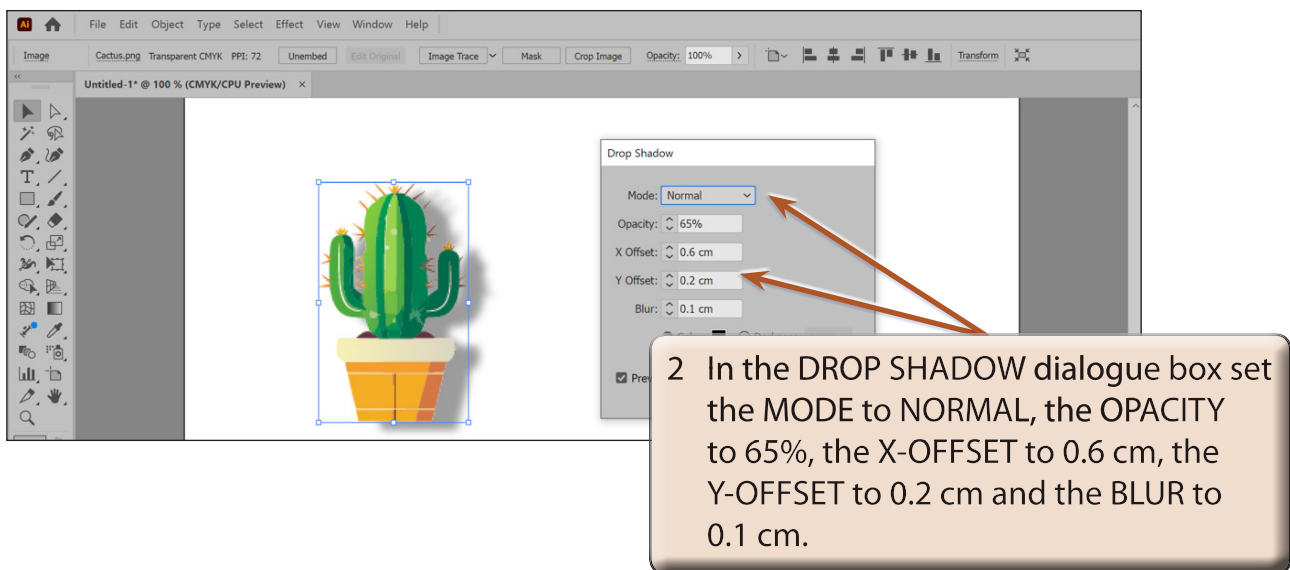 Ai File Edit Object Type Select Effect View Window Help
Image Cactus.png Transparent CMYK PPI: 72 Unembed Edit Original Image Trace Mask Crop Image Opacity: 100% Transform
Untitled-1* @ 100 % (CMYK/CPU Preview) ×
Drop Shadow
Mode: Normal
Opacity: 65%
X Offset: 0.6 cm
Y Offset: 0.2 cm
Blur: 0.1 cm
2 In the DROP SHADOW dialogue box set
the MODE to NORMAL, the OPACITY
to 65%, the X-OFFSET to 0.6 cm, the
Y-OFFSET to 0.2 cm and the BLUR to
0.1 cm.